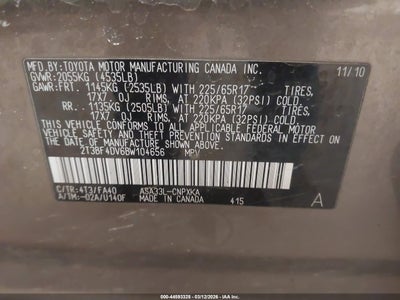 MFD.BY:TOYOTA MOTOR MANUFACTURING CANADA INC.
GVWR:2055KG (4535LB) 11/10
GAWR:FRT. 1145KG (2535LB) WITH 225/65R17 TIRES,
17X7 OJ RIMS, AT 220KPA (32PSI) COLD.
RR. 1135KG (2505LB) WITH 225/65R17 TIRES,
17X7 OJ RIMS, AT 220KPA (32PSI) COLD.
THIS VEHICLE CONFORMS TO ALL APPLICABLE
FEDERAL MOTOR VEHICLE SAFETY, BUMPER, AND
THEFT PREVENTION STANDARDS IN EFFECT ON THE
DATE OF MANUFACTURE SHOWN ABOVE.
2T3BF4DV6BW104656 MPV
C/TR:4T3/FA40 ASA33L-CNPXKA A
A/TM:-02A/U140F MADE IN CANADA 415
000-44593328 - 03/12/2026 - IAA Inc.